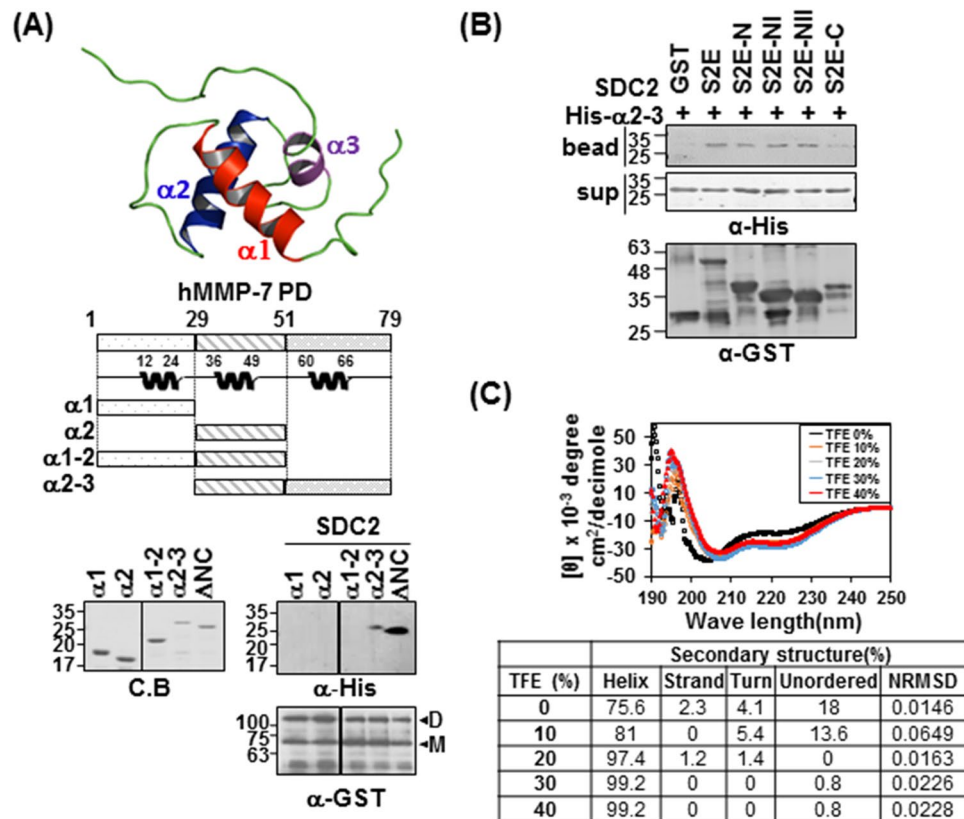 (A)
α3
α2
α1
hMMP-7 PD
1 29 51 79
12 24 36 49 60 66
α1
α2
α1-2
α2-3
α1 α2 α1-2 α2-3 ΔNC
35
25
20
17
C.B
SDC2
α1 α2 α1-2 α2-3 ΔNC
35
25
20
17
α-His
100
75
63
D
M
α-GST
(B)
SDC2 GST S2E S2E-N S2E-NI S2E-NII S2E-C
His-α2-3 + + + + + +
bead 35
25
sup 35
25
α-His
63
48
35
25
α-GST
(C)
[θ] x 10-3 degree
cm2/decimole
50
30
10
-10
-30
-50
TFE 0%
TFE 10%
TFE 20%
TFE 30%
TFE 40%
190 200 210 220 230 240 250
Wave length(nm)
Secondary structure(%)
TFE (%) Helix Strand Turn Unordered NRMSD
0 75.6 2.3 4.1 18 0.0146
10 81 0 5.4 13.6 0.0649
20 97.4 1.2 1.4 0 0.0163
30 99.2 0 0 0.8 0.0226
40 99.2 0 0 0.8 0.0228